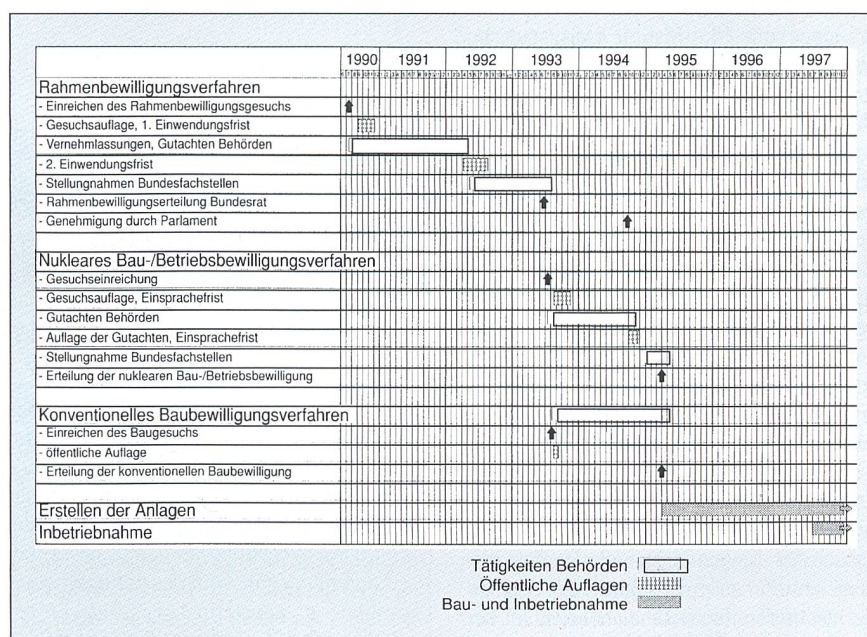 1990 1991 1992 1993 1994 1995 1996 1997
Rahmenbewilligungsverfahren
- Einreichen des Rahmenbewilligungsgesuchs
- Gesuchsauflage, 1. Einwendungsfrist
- Vernehmlassungen, Gutachten Behörden
- 2. Einwendungsfrist
- Stellungnahmen Bundesfachstellen
- Rahmenbewilligungserteilung Bundesrat
- Genehmigung durch Parlament
Nukleares Bau-/Betriebsbewilligungsverfahren
- Gesuchseinreichung
- Gesuchsauflage, Einsprachefrist
- Gutachten Behörden
- Auflage der Gutachten, Einsprachefrist
- Stellungnahme Bundesfachstellen
- Erteilung der nuklearen Bau-/Betriebsbewilligung
Konventionelles Baubewilligungsverfahren
- Einreichen des Baugesuchs
- öffentliche Auflage
- Erteilung der konventionellen Baubewilligung
Erstellen der Anlagen
Inbetriebnahme
Tätigkeiten Behörden
Öffentliche Auflagen
Bau- und Inbetriebnahme